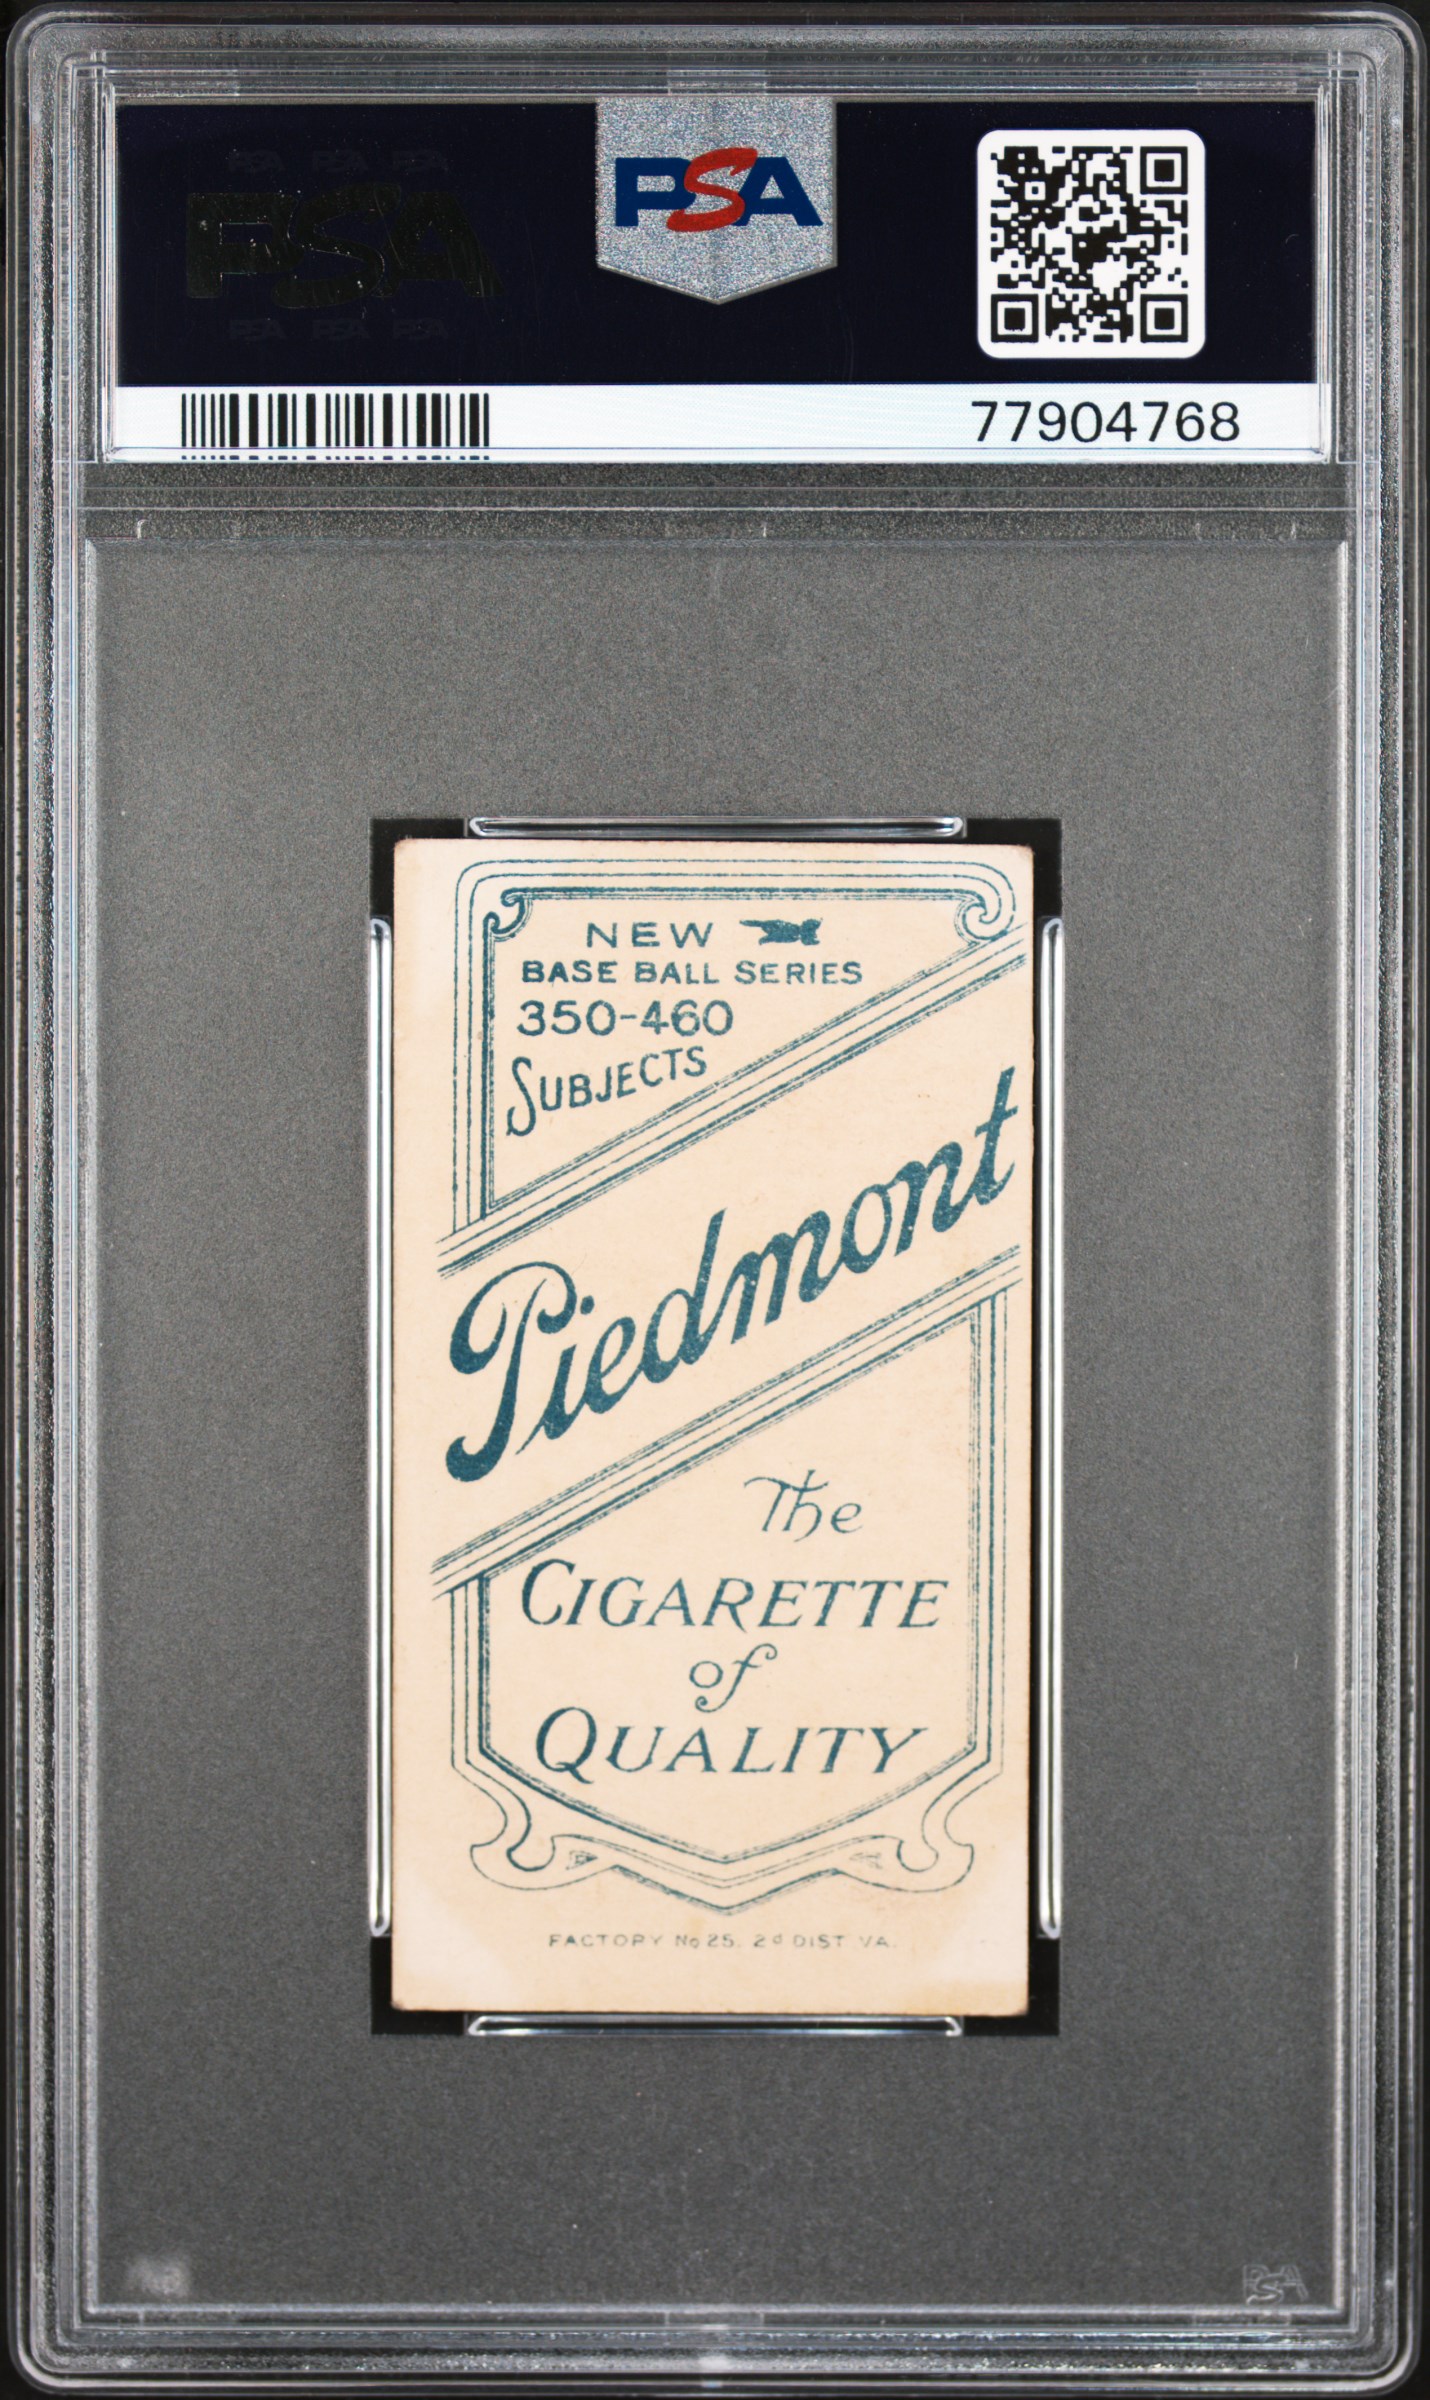 PSA
77904768
NEW
BASE BALL SERIES
350-460
SUBJECTS
Piedmont
The
CIGARETTE
of
QUALITY
FACTORY No 25. 2d DIST. VA.
PSA